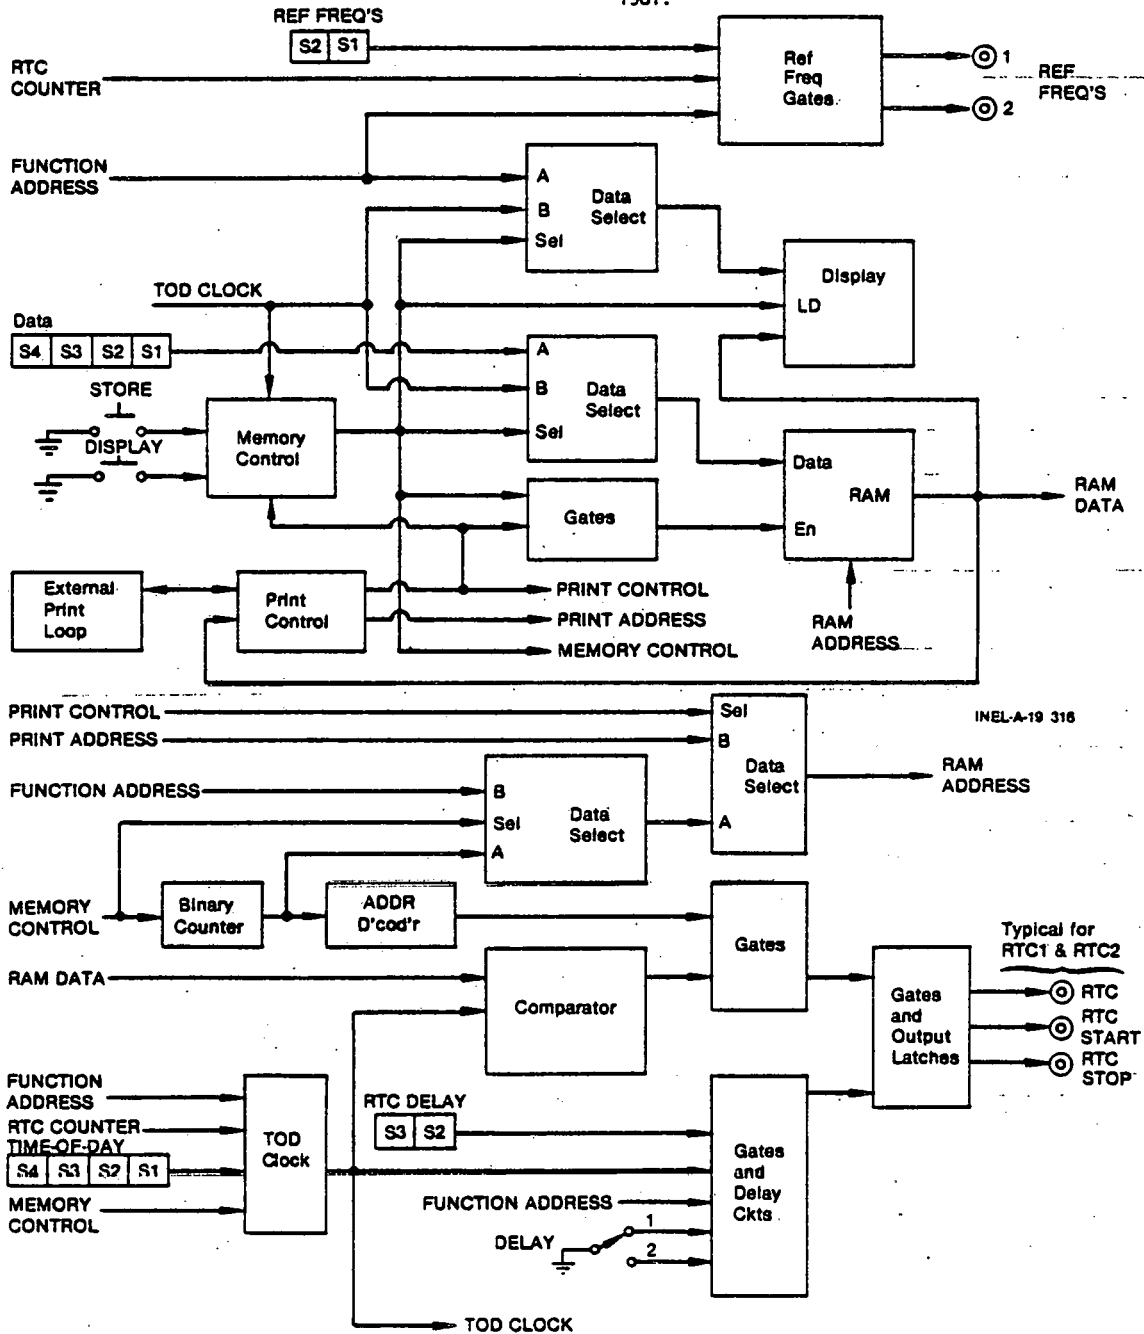 REF FREQ'S
S2 S1
RTC
COUNTER
Ref
Freq
Gates
1
2
REF
FREQ'S
FUNCTION
ADDRESS
A
B
Sel
Data
Select
TOD CLOCK
Display
LD
Data
S4 S3 S2 S1
A
B
Sel
Data
Select
STORE
DISPLAY
Memory
Control
Data
RAM
En
RAM
DATA
Gates
External
Print
Loop
Print
Control
PRINT CONTROL
PRINT ADDRESS
MEMORY CONTROL
RAM
ADDRESS
INEL-A-19 316
PRINT CONTROL
PRINT ADDRESS
Sel
B
Data
Select
A
RAM
ADDRESS
FUNCTION ADDRESS
B
Sel
A
Data
Select
MEMORY
CONTROL
Binary
Counter
ADDR
D'cod'r
Gates
RAM DATA
Comparator
Gates
and
Output
Latches
Typical for
RTC1 & RTC2
RTC
RTC
START
RTC
STOP
FUNCTION
ADDRESS
RTC COUNTER
TIME-OF-DAY
S4 S3 S2 S1
MEMORY
CONTROL
TOD
Clock
RTC DELAY
S3 S2
FUNCTION ADDRESS
DELAY
1
2
Gates
and
Delay
Ckts
TOD CLOCK